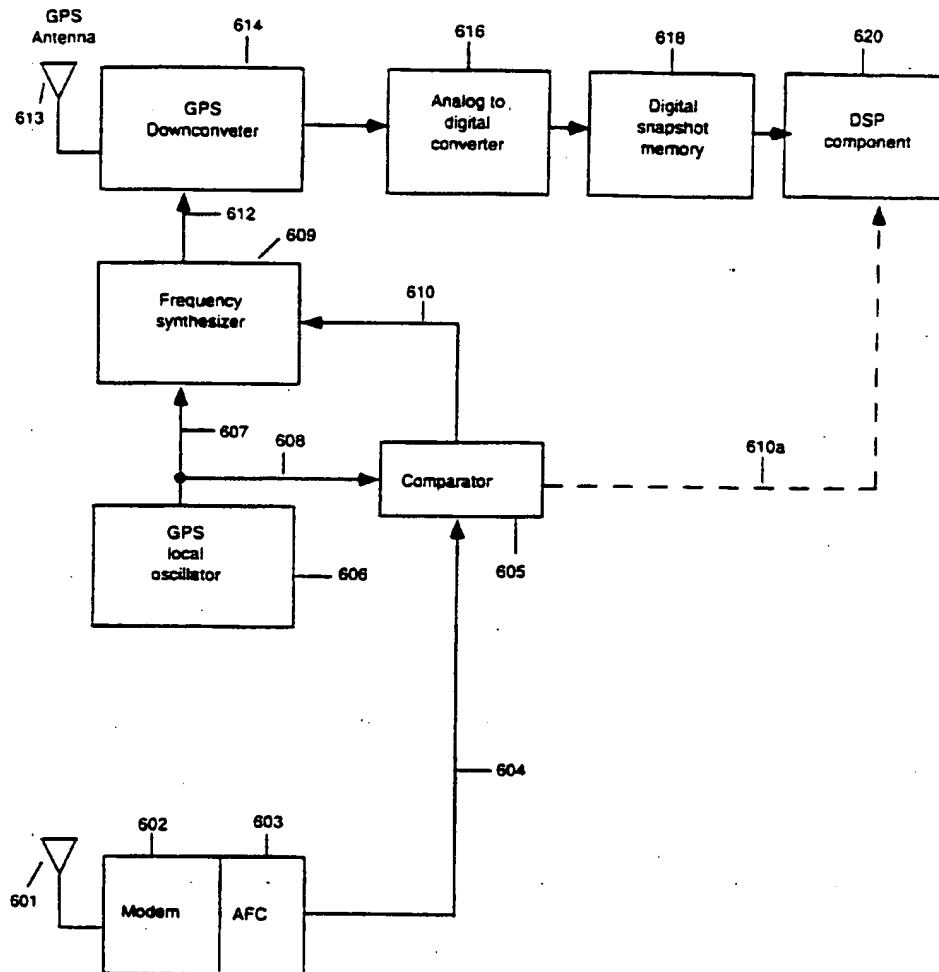 GPS
Antenna
613
614
GPS
Downconveter
616
Analog to
digital
converter
618
Digital
snapshot
memory
620
DSP
component
612
609
Frequency
synthesizer
610
607
608
Comparator
605
610a
GPS
local
oscillator
606
604
601
602
Modem
603
AFC